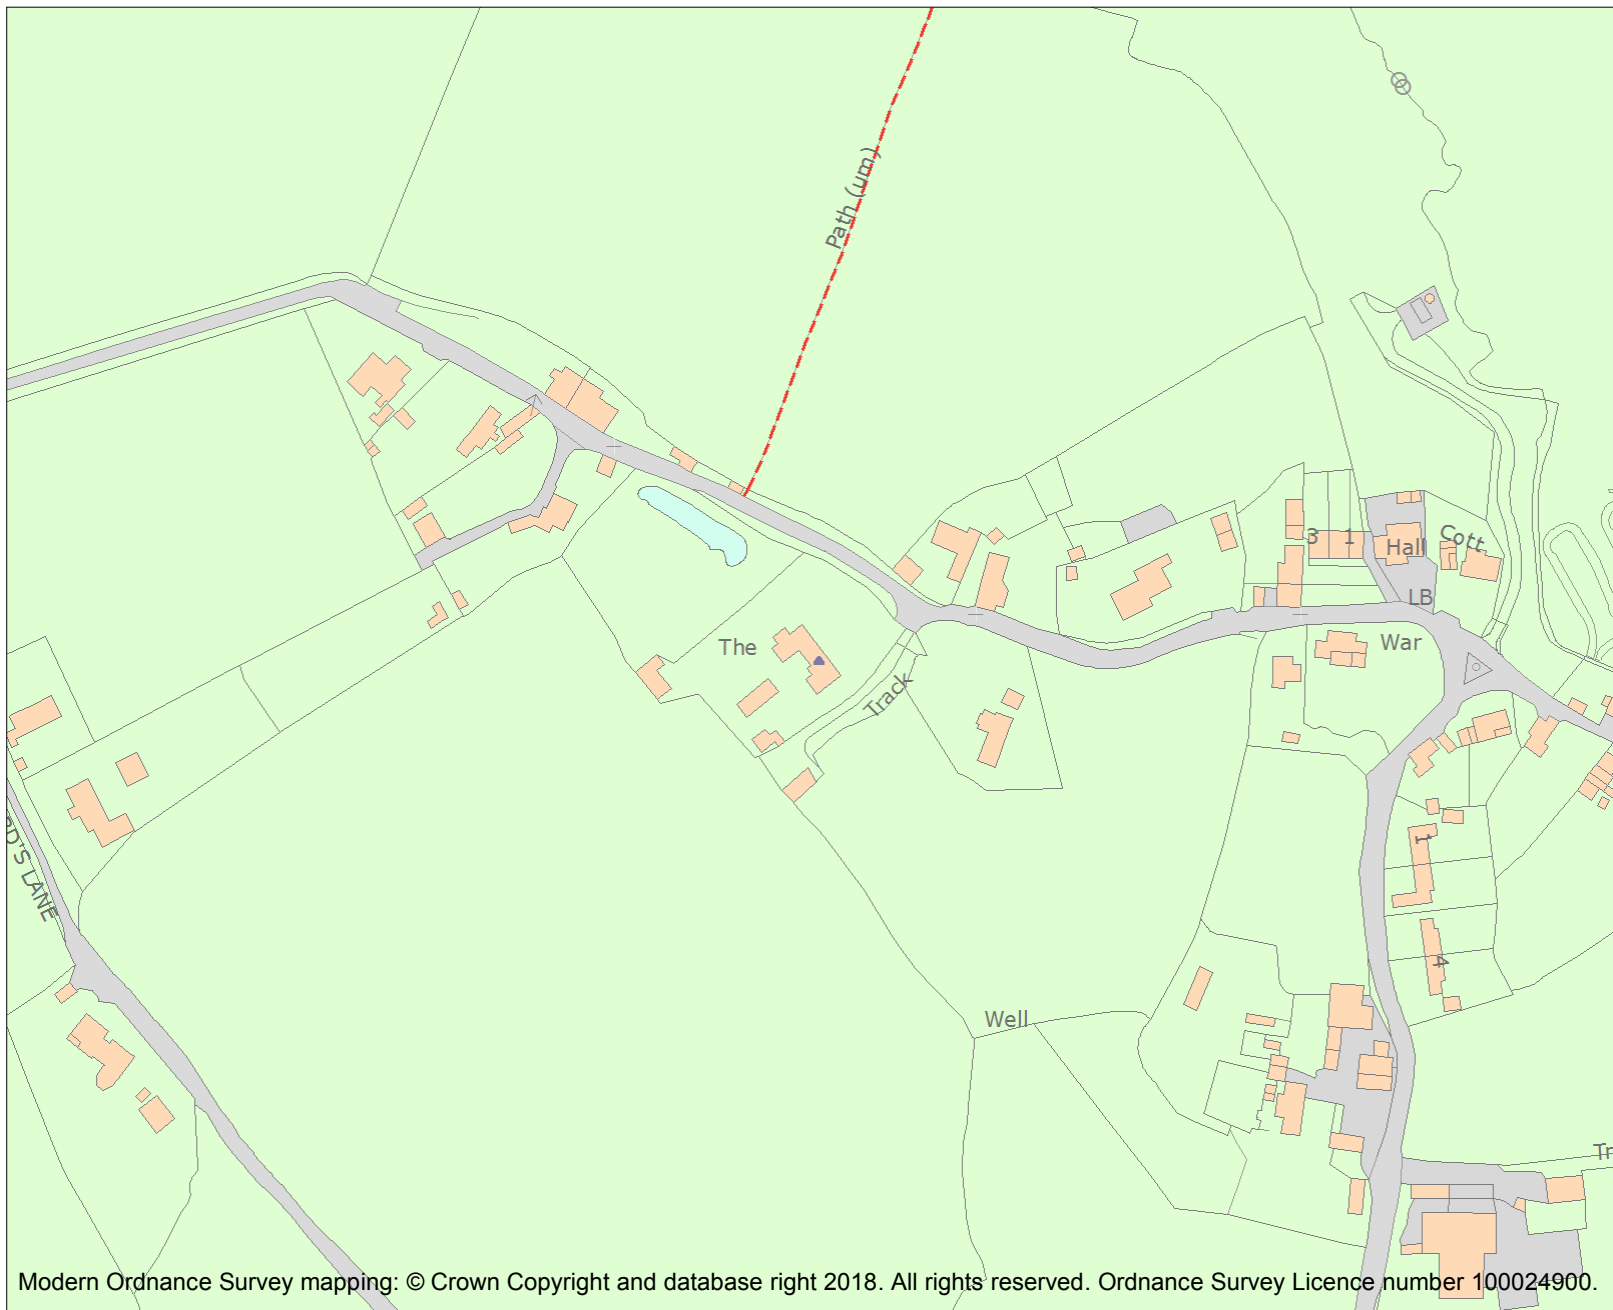 Path (um)
3
1
Hall
Cott
LB
The
War
Track
1
RD'S LANE
4
Well
Tr
Modern Ordnance Survey mapping: © Crown Copyright and database right 2018. All rights reserved. Ordnance Survey Licence number 100024900.